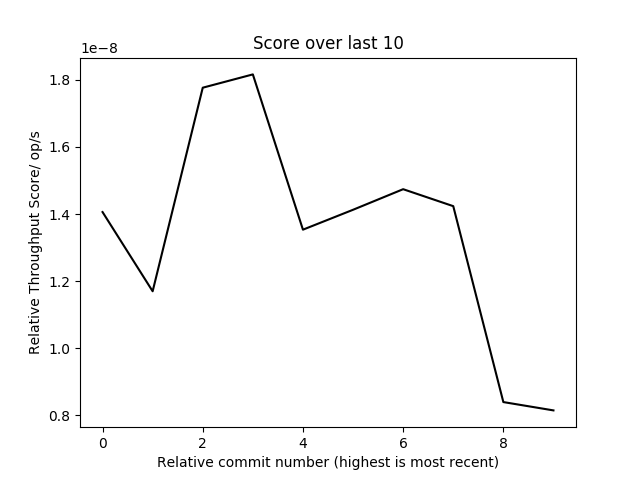 Score over last 10
1e−8
1.8
1.6
1.4
1.2
1.0
0.8
Relative Throughput Score/ op/s
0 2 4 6 8
Relative commit number (highest is most recent)